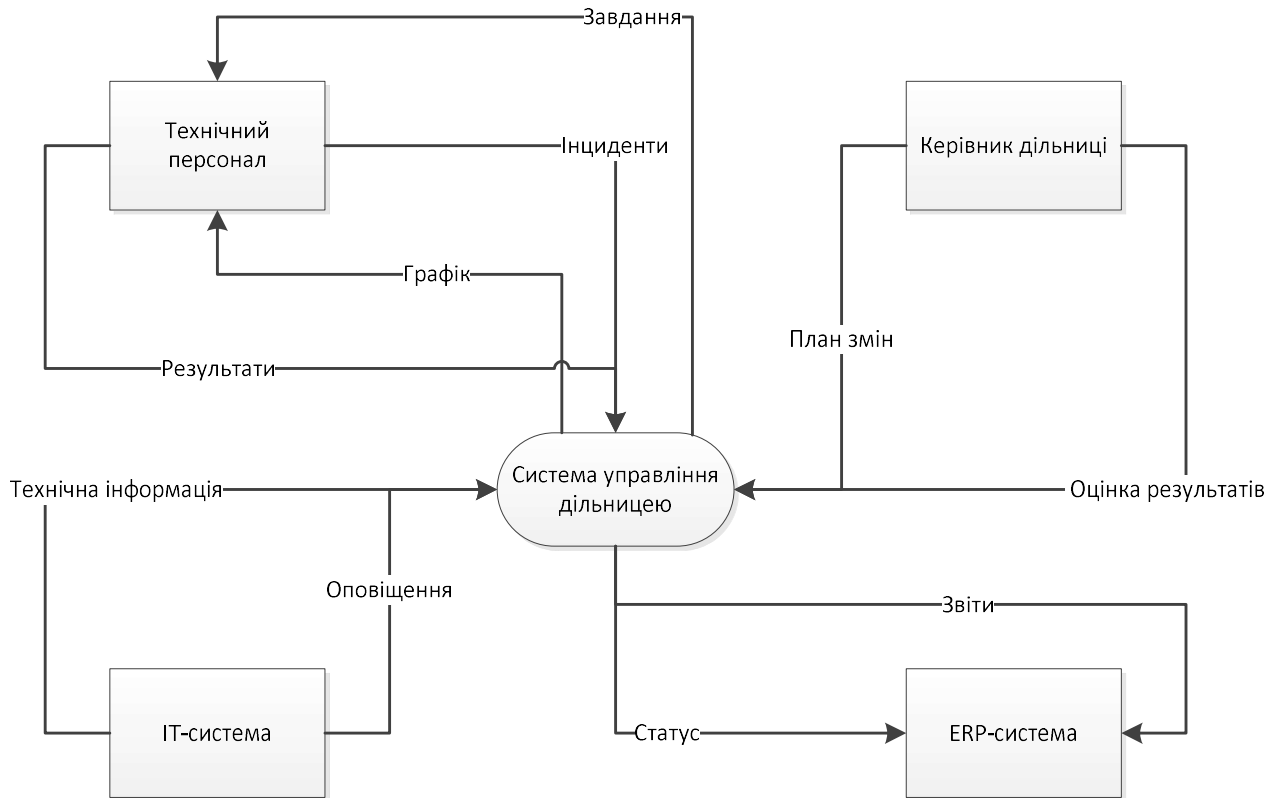 Завдання
Технічний
персонал
Інциденти
Керівник дільниці
Графік
План змін
Результати
Система управління
дільницею
Технічна інформація
Оцінка результатів
Оповіщення
Звіти
ІТ-система
Статус
ERP-система